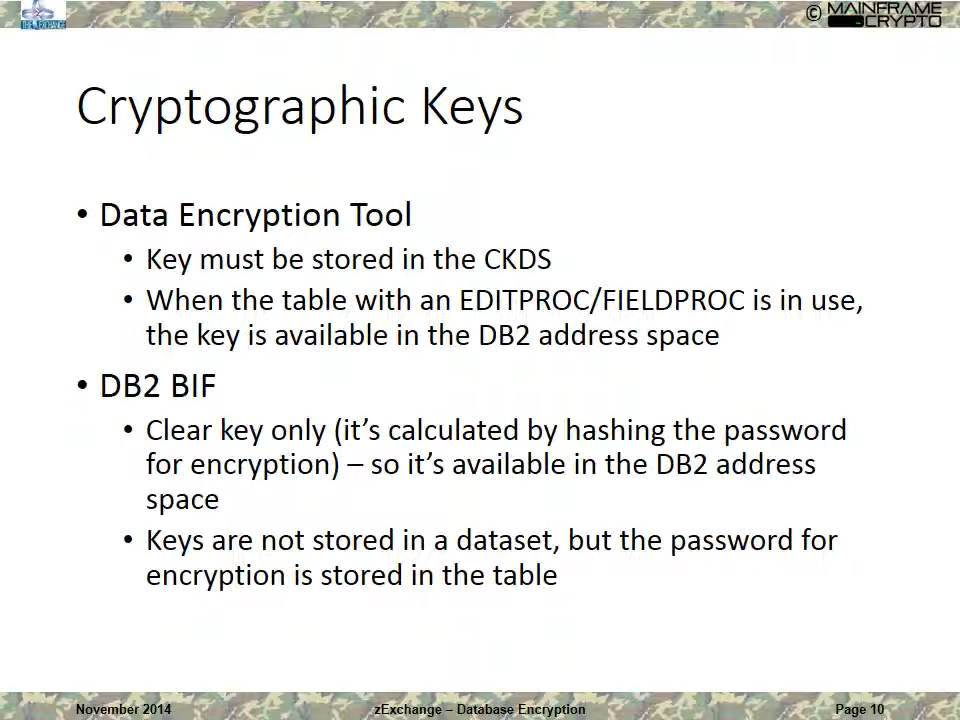 THE EXCHANGE
© MAINFRAME
CRYPTO
Cryptographic Keys
• Data Encryption Tool
• Key must be stored in the CKDS
• When the table with an EDITPROC/FIELDPROC is in use,
the key is available in the DB2 address space
• DB2 BIF
• Clear key only (it's calculated by hashing the password
for encryption) – so it's available in the DB2 address
space
• Keys are not stored in a dataset, but the password for
encryption is stored in the table
November 2014
zExchange – Database Encryption
Page 10